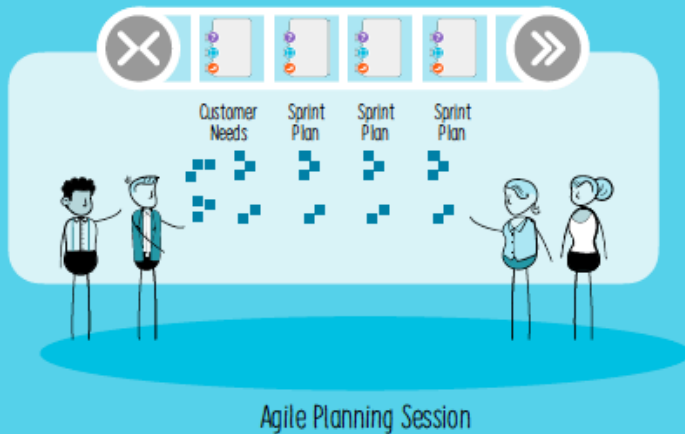 Customer
Needs
Sprint
Plan
Sprint
Plan
Sprint
Plan
Agile Planning Session